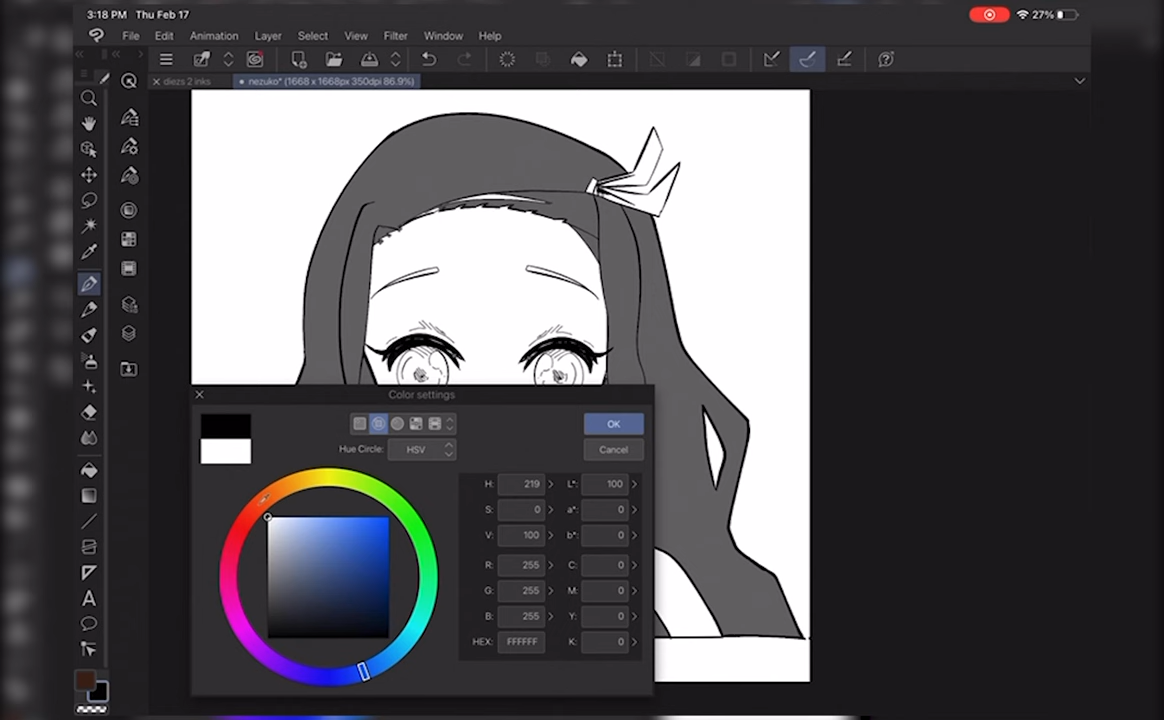 3:18 PM Thu Feb 17
27%
File Edit Animation Layer Select View Filter Window Help
diezs 2 inks
nezuko* (1668 x 1668px 350dpi 86.9%)
Color settings
OK
Hue Circle: HSV
Cancel
H: 219 L*: 100
S: 0 a*: 0
V: 100 b*: 0
R: 255 C: 0
G: 255 M: 0
B: 255 Y: 0
HEX: FFFFFF K: 0
A